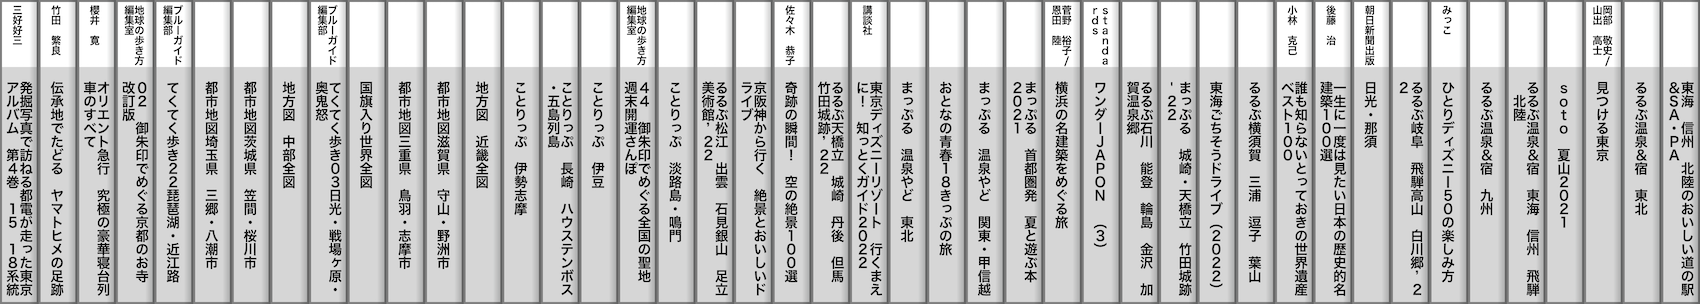 東海 信州 北陸のおいしい道の駅
&SA・PA
るるぶ温泉&宿 東北
岡部 敬史/
山出 高士
見つける東京
soto 夏山2021
るるぶ温泉&宿 東海 信州 飛騨
北陸
るるぶ温泉&宿 九州
みっこ
ひとりディズニー50の楽しみ方
るるぶ岐阜 飛騨高山 白川郷’2
2
朝日新聞出版
日光・那須
後藤 治
一生に一度は見たい日本の歴史的名
建築100選
小林 克己
誰も知らないとっておきの世界遺産
ベスト100
るるぶ横須賀 三浦 逗子 葉山
東海ごちそうドライブ(2022)
まっぷる 城崎・天橋立 竹田城跡
'22
るるぶ石川 能登 輪島 金沢 加
賀温泉郷
standa
rds
ワンダーJAPON (3)
菅野 裕子/
恩田 陸
横浜の名建築をめぐる旅
まっぷる 首都圏発 夏と遊ぶ本
2021
まっぷる 温泉やど 関東・甲信越
おとなの青春18きっぷの旅
まっぷる 温泉やど 東北
講談社
東京ディズニーリゾート 行くまえ
に! 知っとくガイド2022
るるぶ天橋立 城崎 丹後 但馬
竹田城跡’22
佐々木 恭子
奇跡の瞬間! 空の絶景100選
京阪神から行く 絶景とおいしいド
ライブ
るるぶ松江 出雲 石見銀山 足立
美術館’22
ことりっぷ 淡路島・鳴門
地球の歩き方
編集室
44 御朱印でめぐる全国の聖地
週末開運さんぽ
ことりっぷ 伊豆
ことりっぷ 長崎 ハウステンボス
・五島列島
ことりっぷ 伊勢志摩
地方図 近畿全図
都市地図滋賀県 守山・野洲市
都市地図三重県 鳥羽・志摩市
国旗入り世界全図
ブルーガイド
編集部
てくてく歩き03日光・戦場ヶ原・
奥鬼怒
地方図 中部全図
都市地図茨城県 笠間・桜川市
都市地図埼玉県 三郷・八潮市
ブルーガイド
編集部
てくてく歩き22琵琶湖・近江路
地球の歩き方
編集室
02 御朱印でめぐる京都のお寺
改訂版
櫻井 寛
オリエント急行 究極の豪華寝台列
車のすべて
竹田 繁良
伝承地でたどる ヤマトヒメの足跡
三好好三
発掘写真で訪ねる都電が走った東京
アルバム 第4巻 15 18系統